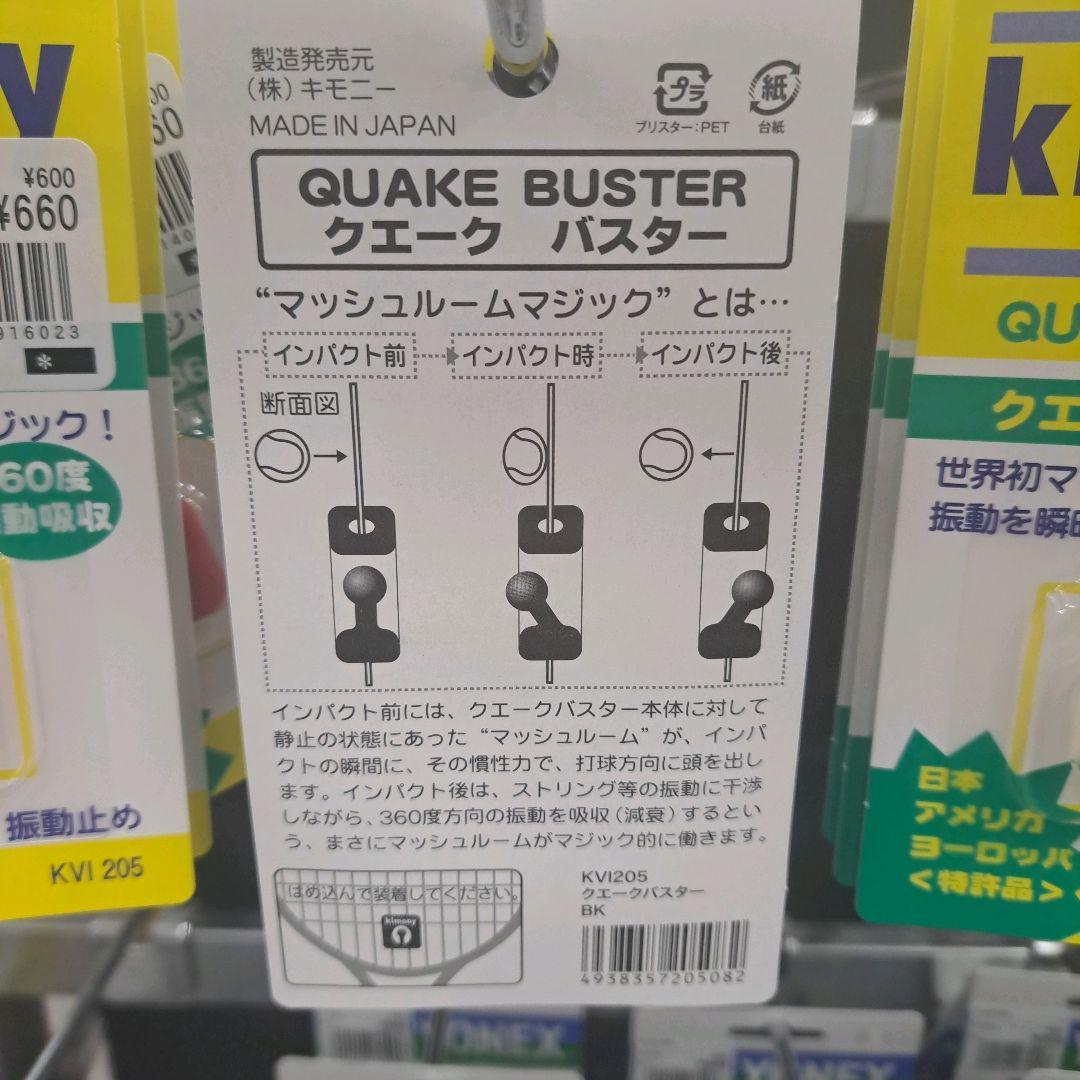 製造発売元
(株)キモニー
MADE IN JAPAN
プラ
ブリスター:PET
紙
台紙
QUAKE BUSTER
クエーク バスター
“マッシュルームマジック” とは…
インパクト前
インパクト時
インパクト後
断面図
インパクト前には、クエークバスター本体に対して
静止の状態にあった“マッシュルーム”が、インパ
クトの瞬間に、その慣性力で、打球方向に頭を出し
ます。インパクト後は、ストリング等の振動に干渉
しながら、360度方向の振動を吸収(減衰)するとい
う、まさにマッシュルームがマジック的に働きます。
はめ込んで装着してください。
kimony
KVI205
クエークバスター
BK
4938357205082
¥600
¥660
916023
*
ジック!
60度
動吸収
振動止め
KVI 205
ki
QU
クエ
世界初マ
振動を瞬
日本
アメリカ
ヨーロッパ
<特許品>
YONEX
YONEX